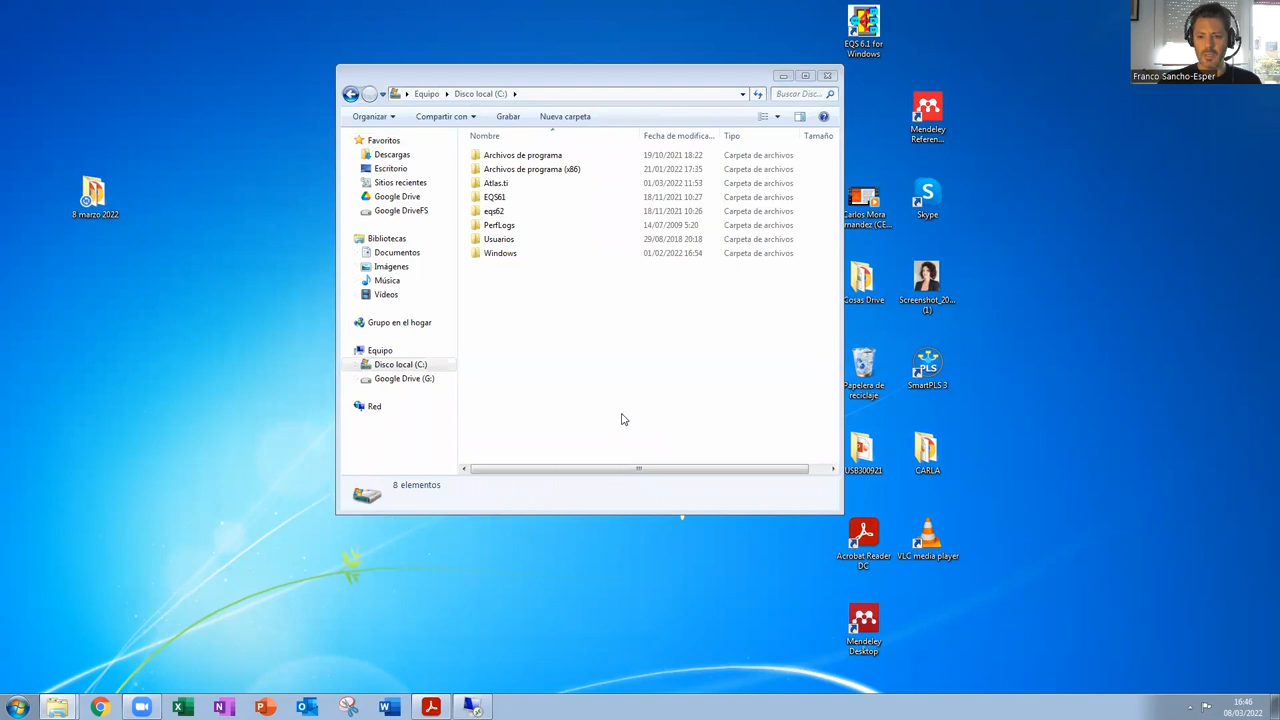 EQS 6.1 for
Windows
Franco Sancho-Esper
Equipo
Disco local (C:)
Buscar Disc...
Organizar
Compartir con
Grabar
Nueva carpeta
Nombre
Fecha de modifica...
Tipo
Tamaño
Favoritos
Descargas
Escritorio
Sitios recientes
Google Drive
Google DriveFS
Bibliotecas
Documentos
Imágenes
Música
Vídeos
Grupo en el hogar
Equipo
Disco local (C:)
Google Drive (G:)
Red
Archivos de programa 19/10/2021 18:22 Carpeta de archivos
Archivos de programa (x86) 21/01/2022 17:35 Carpeta de archivos
Atlas.ti 01/03/2022 11:53 Carpeta de archivos
EQS61 18/11/2021 10:27 Carpeta de archivos
eqs62 18/11/2021 10:26 Carpeta de archivos
PerfLogs 14/07/2009 5:20 Carpeta de archivos
Usuarios 29/08/2018 20:18 Carpeta de archivos
Windows 01/02/2022 16:54 Carpeta de archivos
8 elementos
8 marzo 2022
Mendeley
Referen...
Carlos Mora
rnandez (CE...
Skype
Cosas Drive
Screenshot_20...
(1)
Papelera de
reciclaje
PLS
SmartPLS 3
USB300921
CARLA
Acrobat Reader
DC
VLC media player
Mendeley
Desktop
16:46
08/03/2022